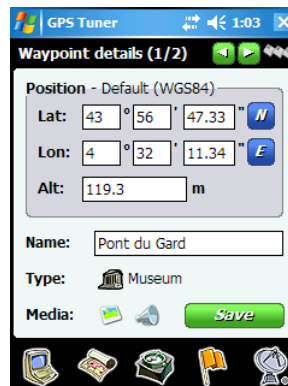 GPS Tuner 1:03
Waypoint details (1/2)
Position - Default (WGS84)
Lat: 43 ° 56 ' 47.33 " N
Lon: 4 ° 32 ' 11.34 " E
Alt: 119.3 m
Name: Pont du Gard
Type: Museum
Media: Save